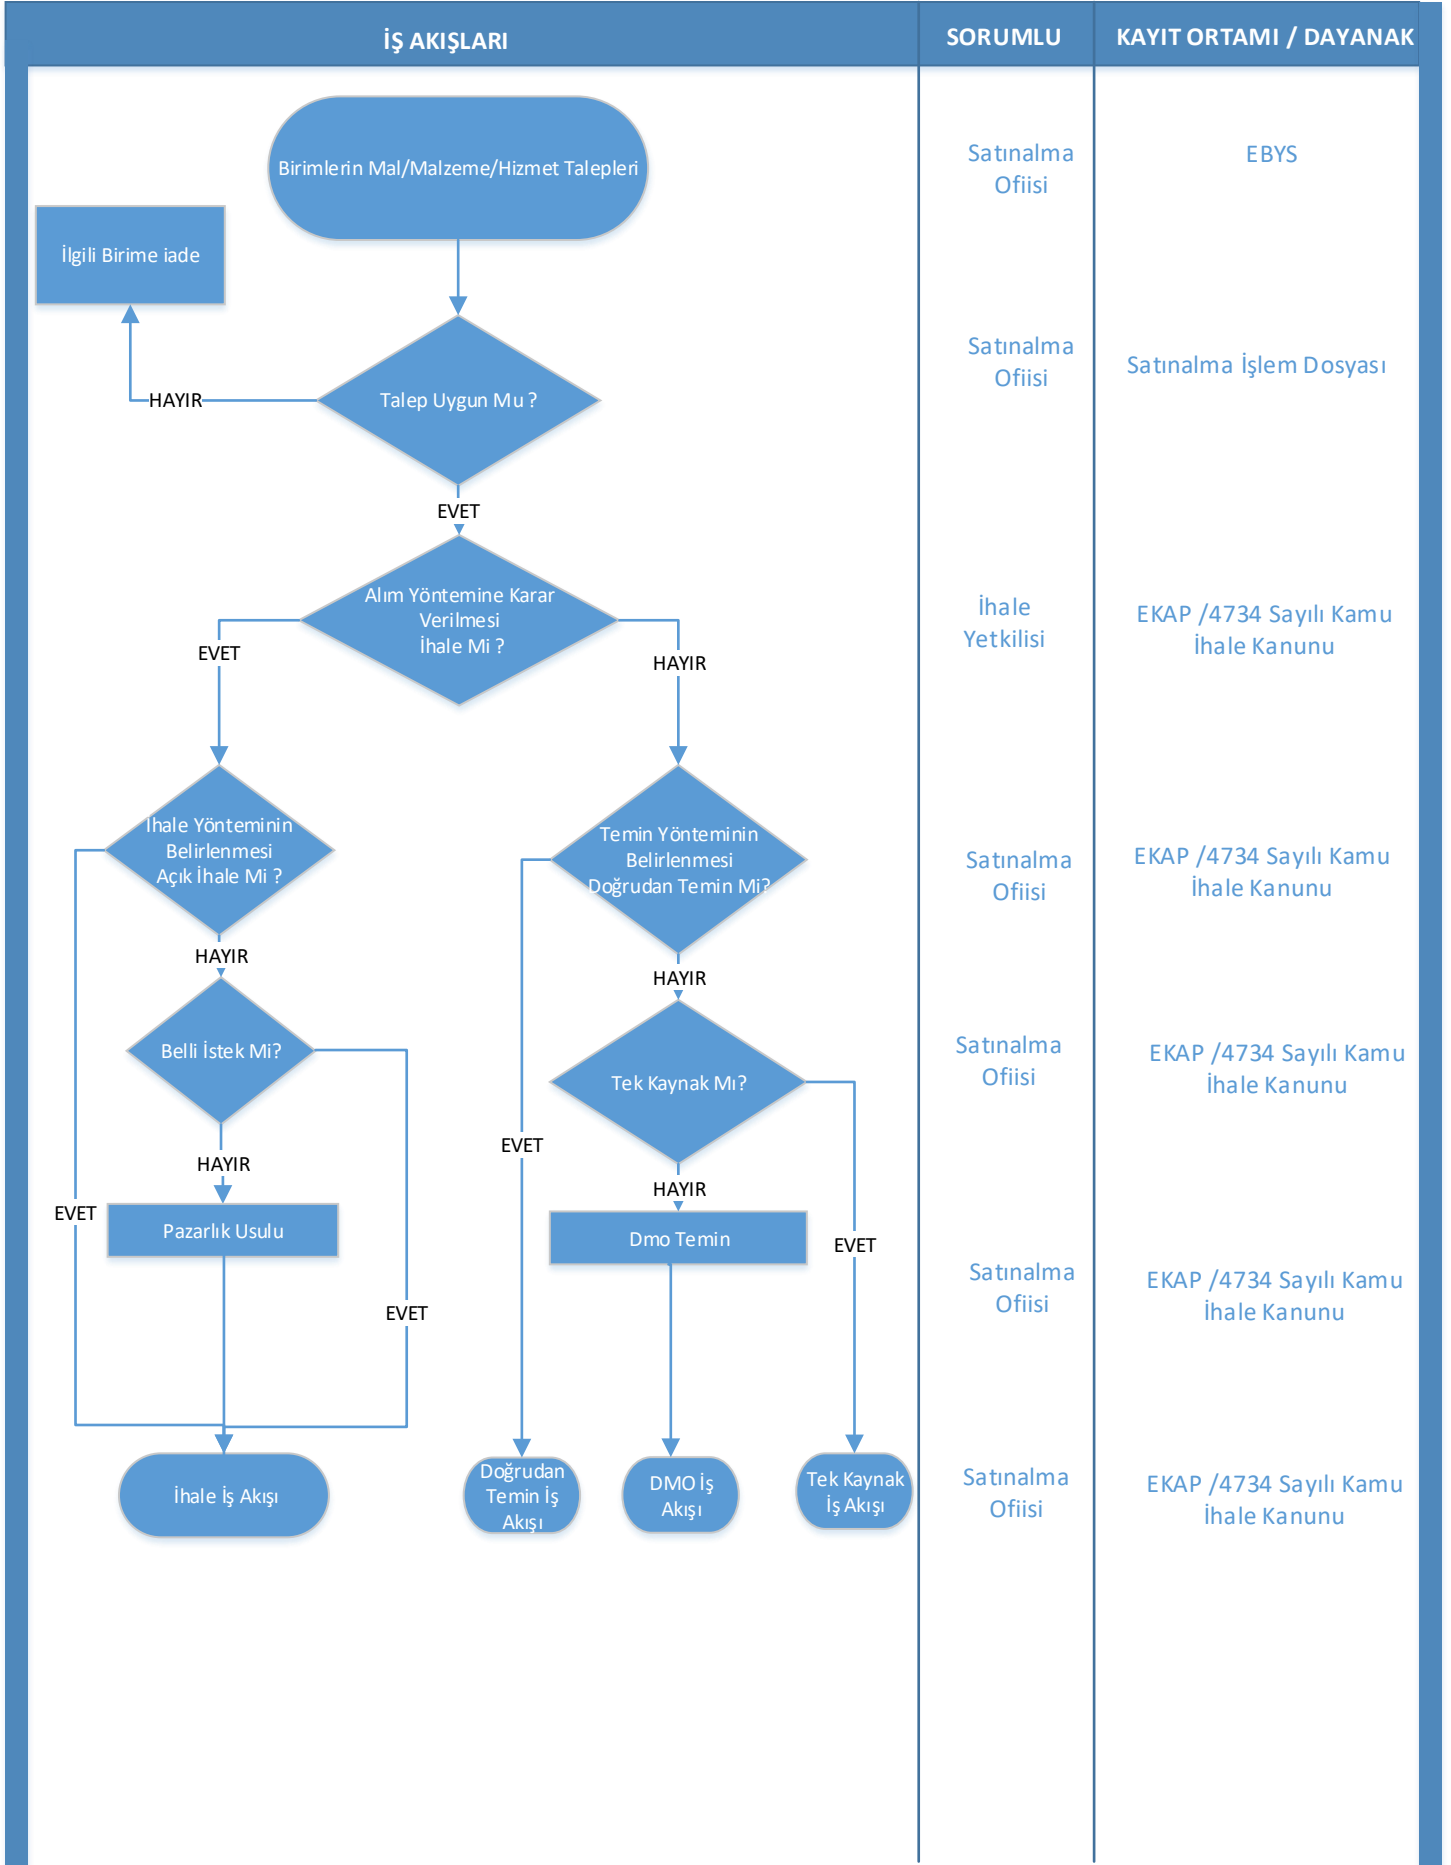 İŞ AKIŞLARI
SORUMLU
KAYIT ORTAMI / DAYANAK
Birimlerin Mal/Malzeme/Hizmet Talepleri
Satınalma
Ofiisi
EBYS
İlgili Birime iade
Talep Uygun Mu ?
HAYIR
Satınalma
Ofiisi
Satınalma İşlem Dosyası
EVET
Alım Yöntemine Karar
Verilmesi
İhale Mi ?
İhale
Yetkilisi
EKAP /4734 Sayılı Kamu
İhale Kanunu
EVET
HAYIR
İhale Yönteminin
Belirlenmesi
Açık İhale Mi ?
Temin Yönteminin
Belirlenmesi
Doğrudan Temin Mi?
Satınalma
Ofiisi
EKAP /4734 Sayılı Kamu
İhale Kanunu
HAYIR
HAYIR
Belli İstek Mi?
Tek Kaynak Mı?
Satınalma
Ofiisi
EKAP /4734 Sayılı Kamu
İhale Kanunu
EVET
HAYIR
HAYIR
EVET
Pazarlık Usulu
Dmo Temin
EVET
EVET
Satınalma
Ofiisi
EKAP /4734 Sayılı Kamu
İhale Kanunu
İhale İş Akışı
Doğrudan
Temin İş
Akışı
DMO İş
Akışı
Tek Kaynak
İş Akışı
Satınalma
Ofiisi
EKAP /4734 Sayılı Kamu
İhale Kanunu